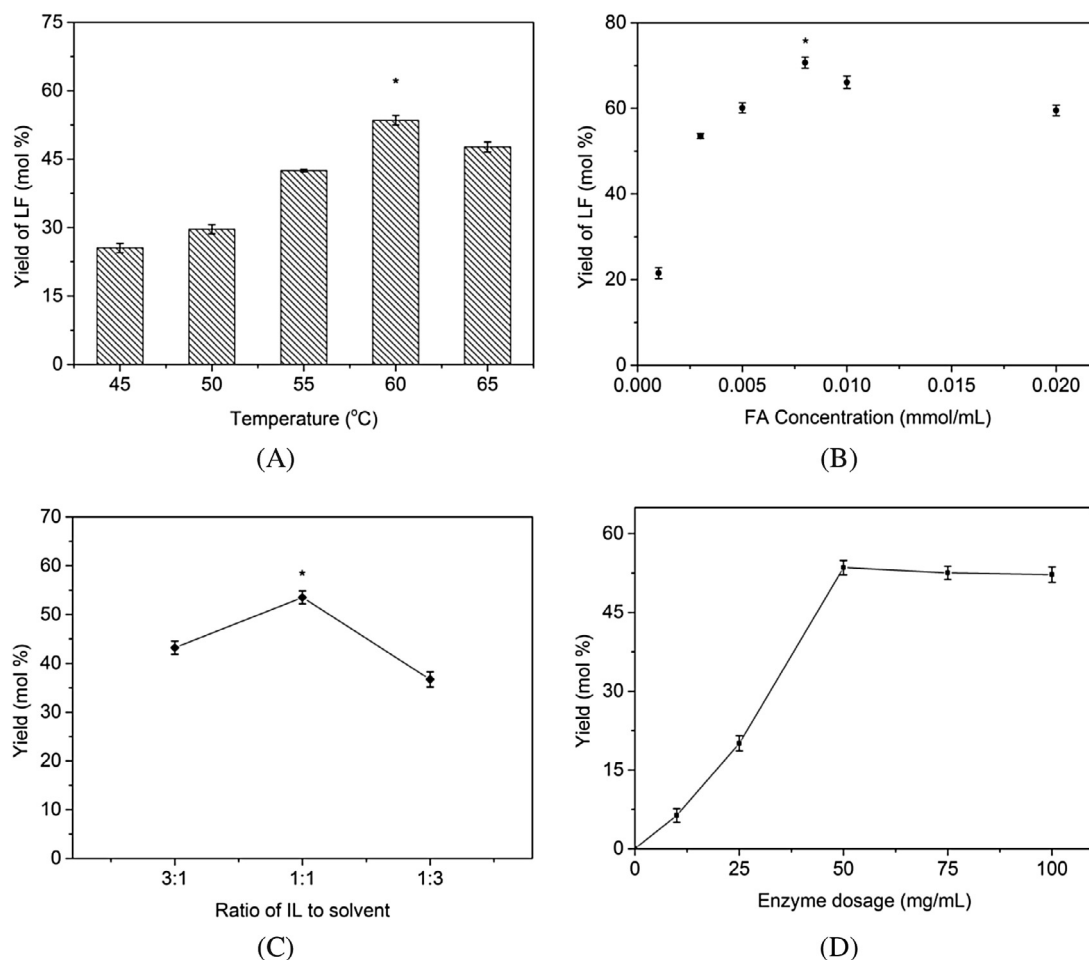 75
60
45
30
15
0
Yield of LF (mol %)
*
45 50 55 60 65
Temperature (°C)
(A)
80
60
40
20
0
Yield of LF (mol %)
*
0.000 0.005 0.010 0.015 0.020
FA Concentration (mmol/mL)
(B)
70
60
50
40
30
20
10
0
Yield (mol %)
*
3:1 1:1 1:3
Ratio of IL to solvent
(C)
60
45
30
15
0
Yield (mol %)
0 25 50 75 100
Enzyme dosage (mg/mL)
(D)